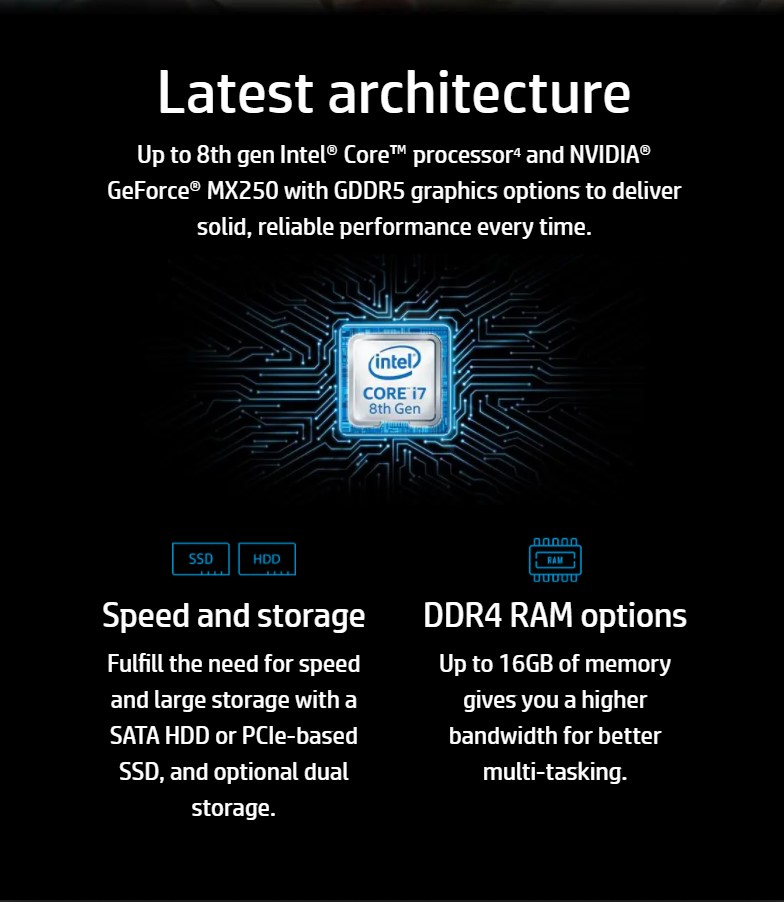 Latest architecture
Up to 8th gen Intel® Core™ processor⁴ and NVIDIA®
GeForce® MX250 with GDDR5 graphics options to deliver
solid, reliable performance every time.
intel®
CORE™ i7
8th Gen
SSD
HDD
RAM
Speed and storage
Fulfill the need for speed
and large storage with a
SATA HDD or PCIe-based
SSD, and optional dual
storage.
DDR4 RAM options
Up to 16GB of memory
gives you a higher
bandwidth for better
multi-tasking.